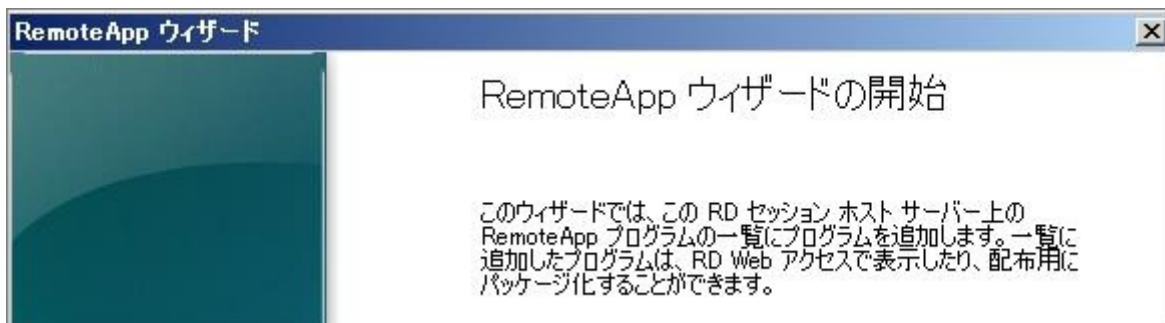 RemoteApp ウィザード
RemoteApp ウィザードの開始
このウィザードでは、この RD セッション ホスト サーバー上の
RemoteApp プログラムの一覧にプログラムを追加します。一覧に
追加したプログラムは、RD Web アクセスで表示したり、配布用に
パッケージ化することができます。